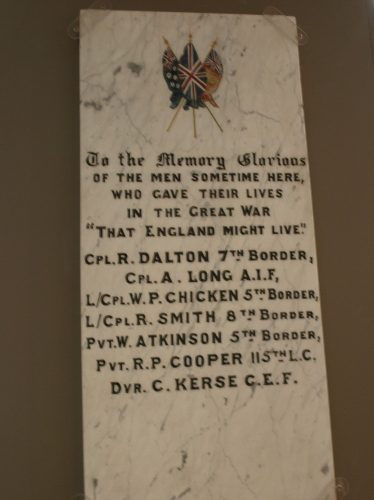 To the Memory Glorious
OF THE MEN SOMETIME HERE,
WHO GAVE THEIR LIVES
IN THE GREAT WAR
"THAT ENGLAND MIGHT LIVE."
CPL. R. DALTON 7TH BORDER,
CPL. A. LONG A.I.F,
L/CPL. W.P. CHICKEN 5TH BORDER,
L/CPL. R. SMITH 8TH BORDER,
PVT. W. ATKINSON 5TH BORDER,
PVT. R.P. COOPER 115TH L.C.
DVR. C. KERSE C.E.F.